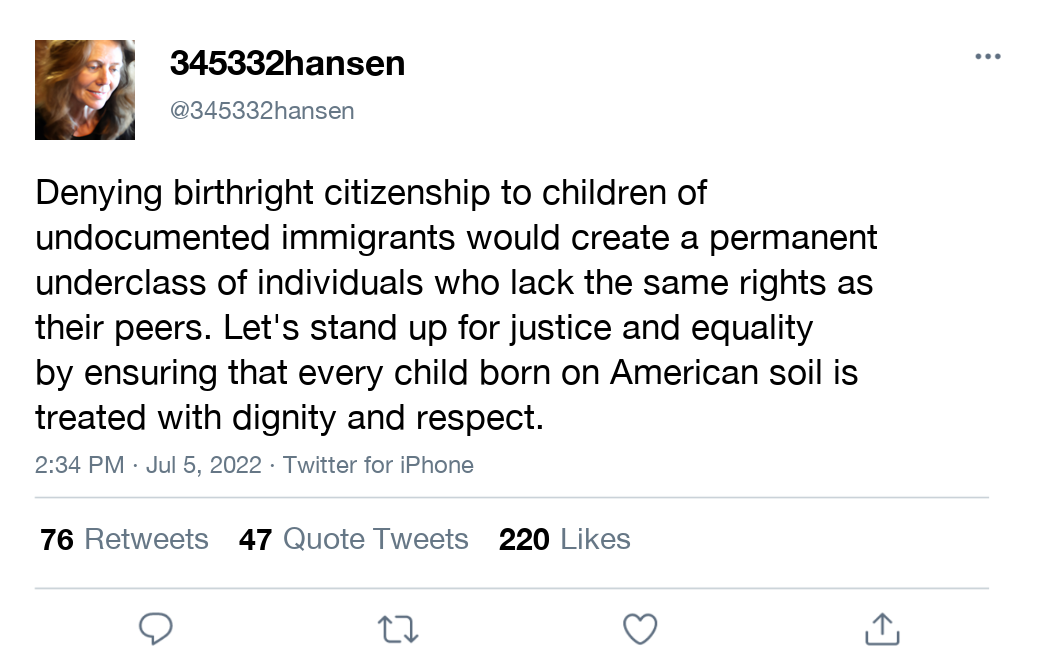 345332hansen
@345332hansen
Denying birthright citizenship to children of
undocumented immigrants would create a permanent
underclass of individuals who lack the same rights as
their peers. Let's stand up for justice and equality
by ensuring that every child born on American soil is
treated with dignity and respect.
2:34 PM · Jul 5, 2022 · Twitter for iPhone
76 Retweets 47 Quote Tweets 220 Likes